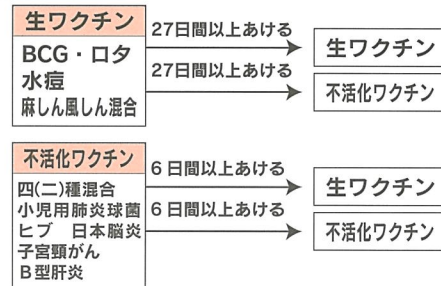 生ワクチン
BCG・ロタ
水痘
麻しん風しん混合
27日間以上あける
生ワクチン
27日間以上あける
不活化ワクチン
不活化ワクチン
四(二)種混合
小児用肺炎球菌
ヒブ 日本脳炎
子宮頸がん
B型肝炎
6日間以上あける
生ワクチン
6日間以上あける
不活化ワクチン